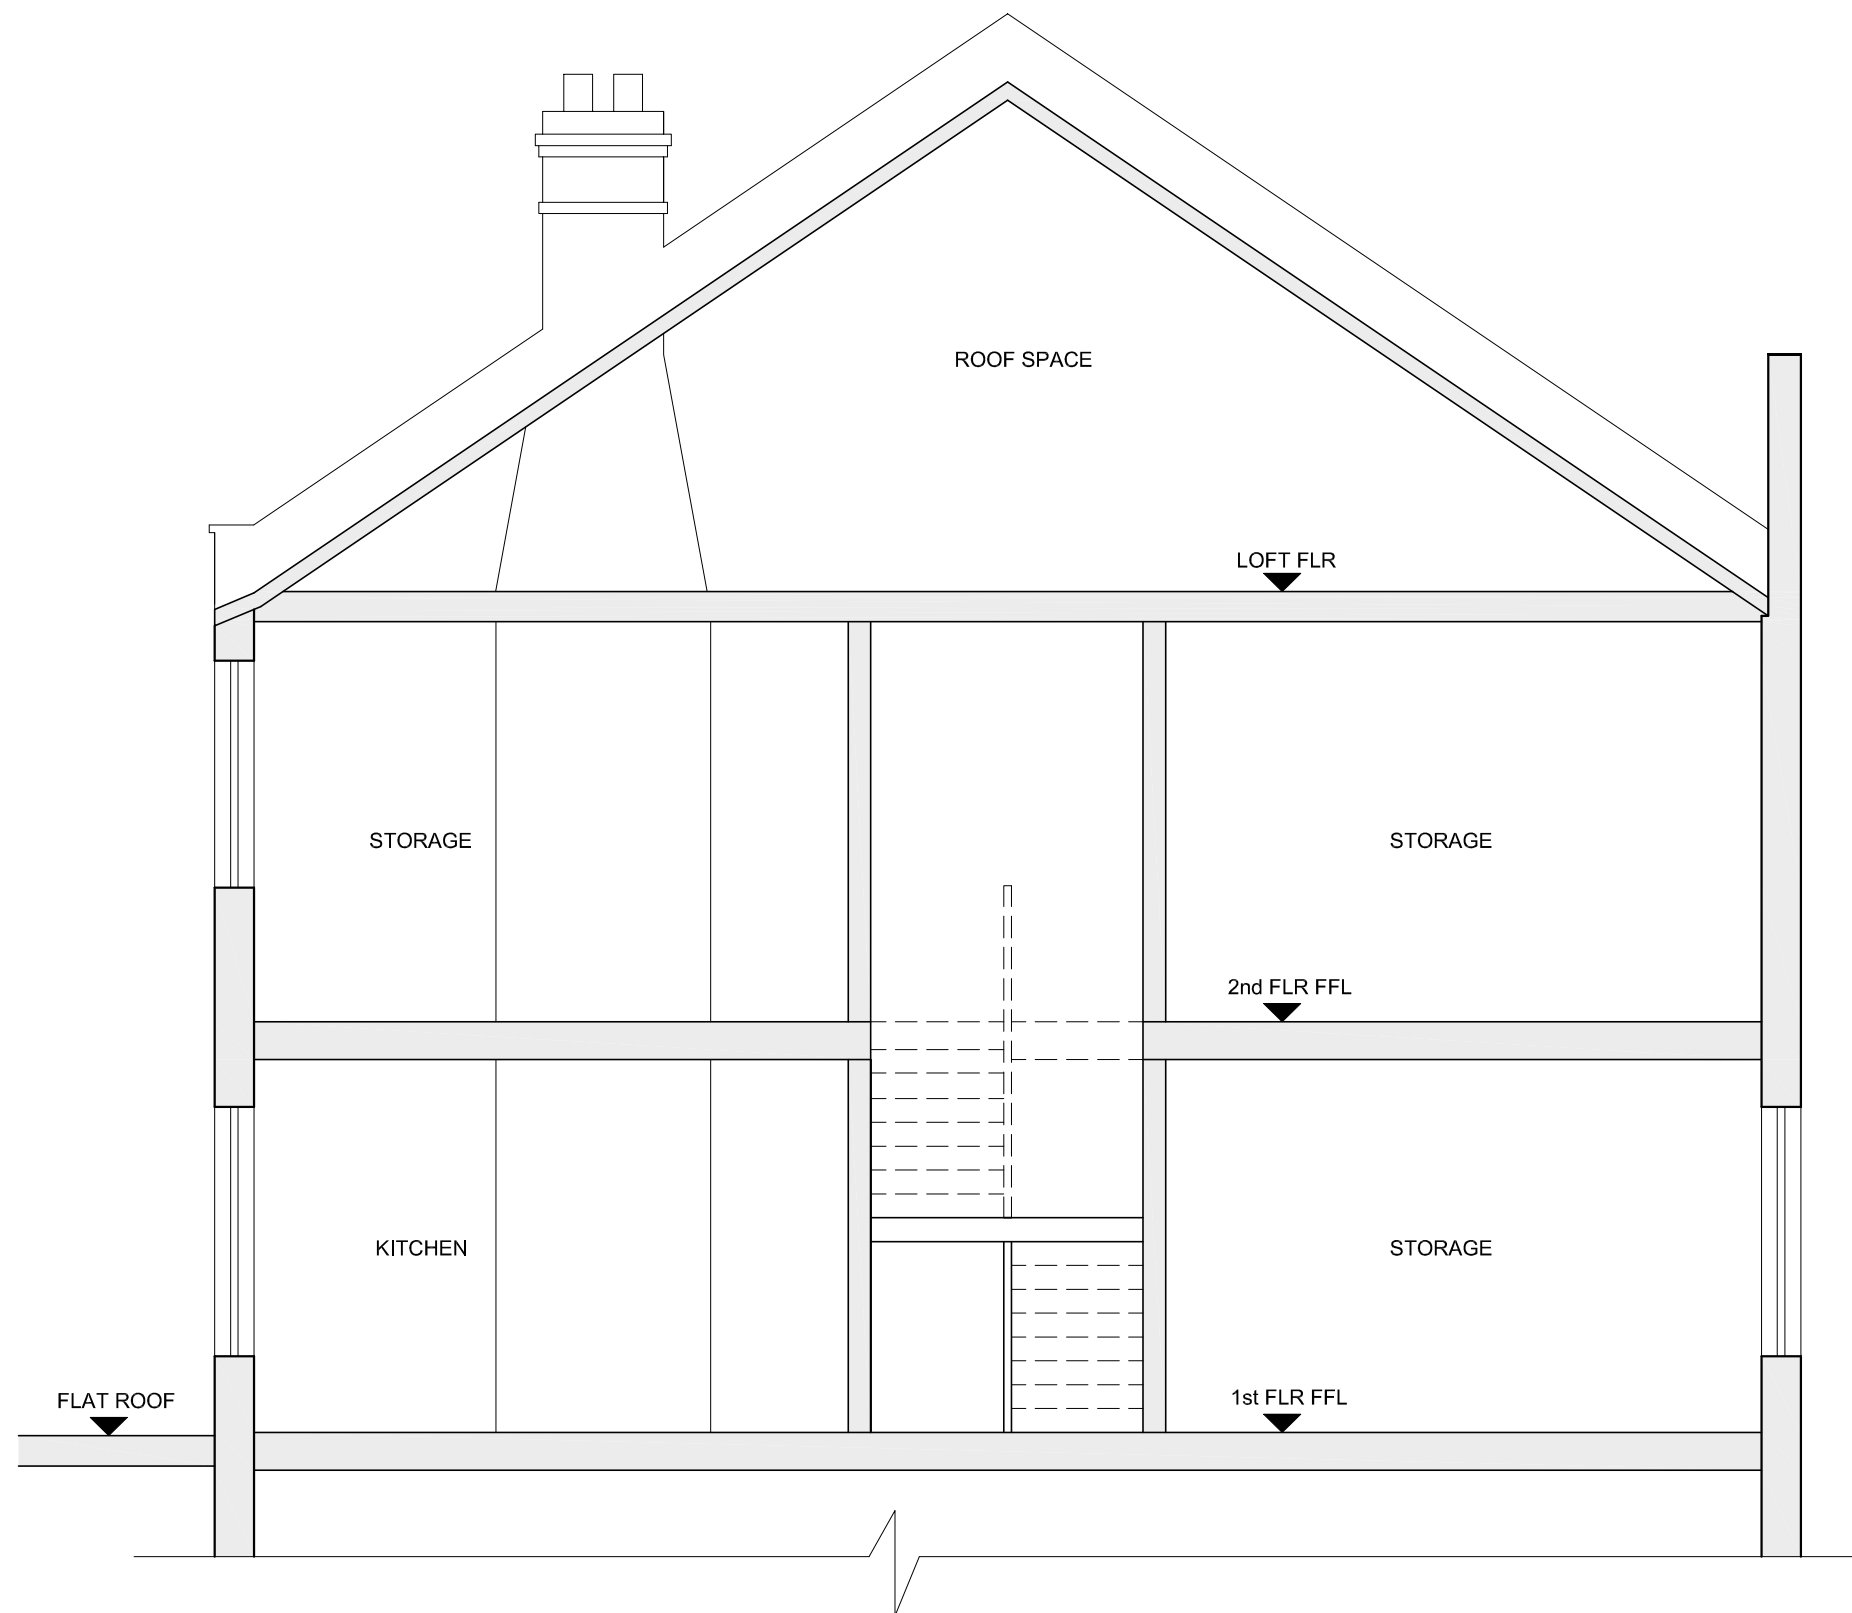 ROOF SPACE
LOFT FLR
STORAGE
STORAGE
2nd FLR FFL
KITCHEN
STORAGE
FLAT ROOF
1st FLR FFL